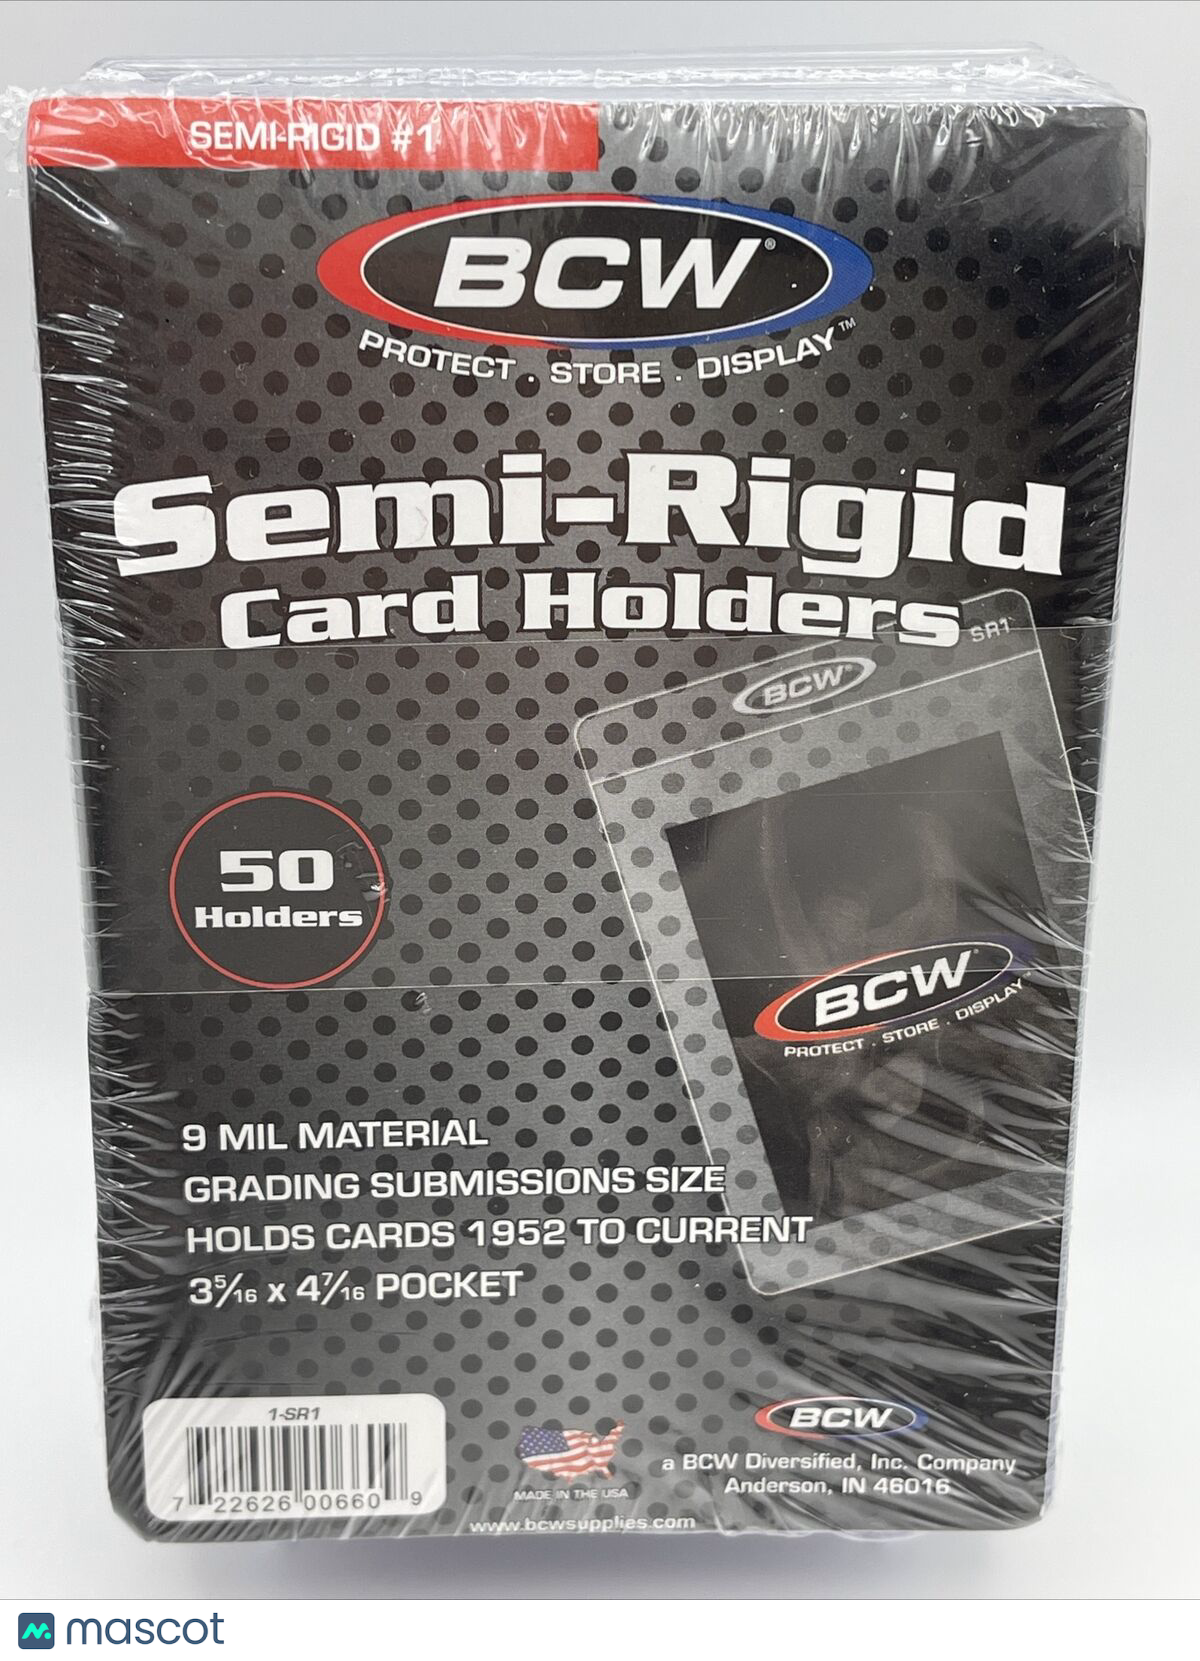 SEMI-RIGID #1
BCW®
PROTECT . STORE . DISPLAY™
Semi-Rigid
Card Holders
SR1
BCW®
50
Holders
BCW
PROTECT . STORE . DISPLAY™
9 MIL MATERIAL
GRADING SUBMISSIONS SIZE
HOLDS CARDS 1952 TO CURRENT
3 5/16 x 4 7/16 POCKET
1-SR1
7 22626 00660 9
MADE IN THE USA
BCW
a BCW Diversified, Inc. Company
Anderson, IN 46016
www.bcwsupplies.com
mascot